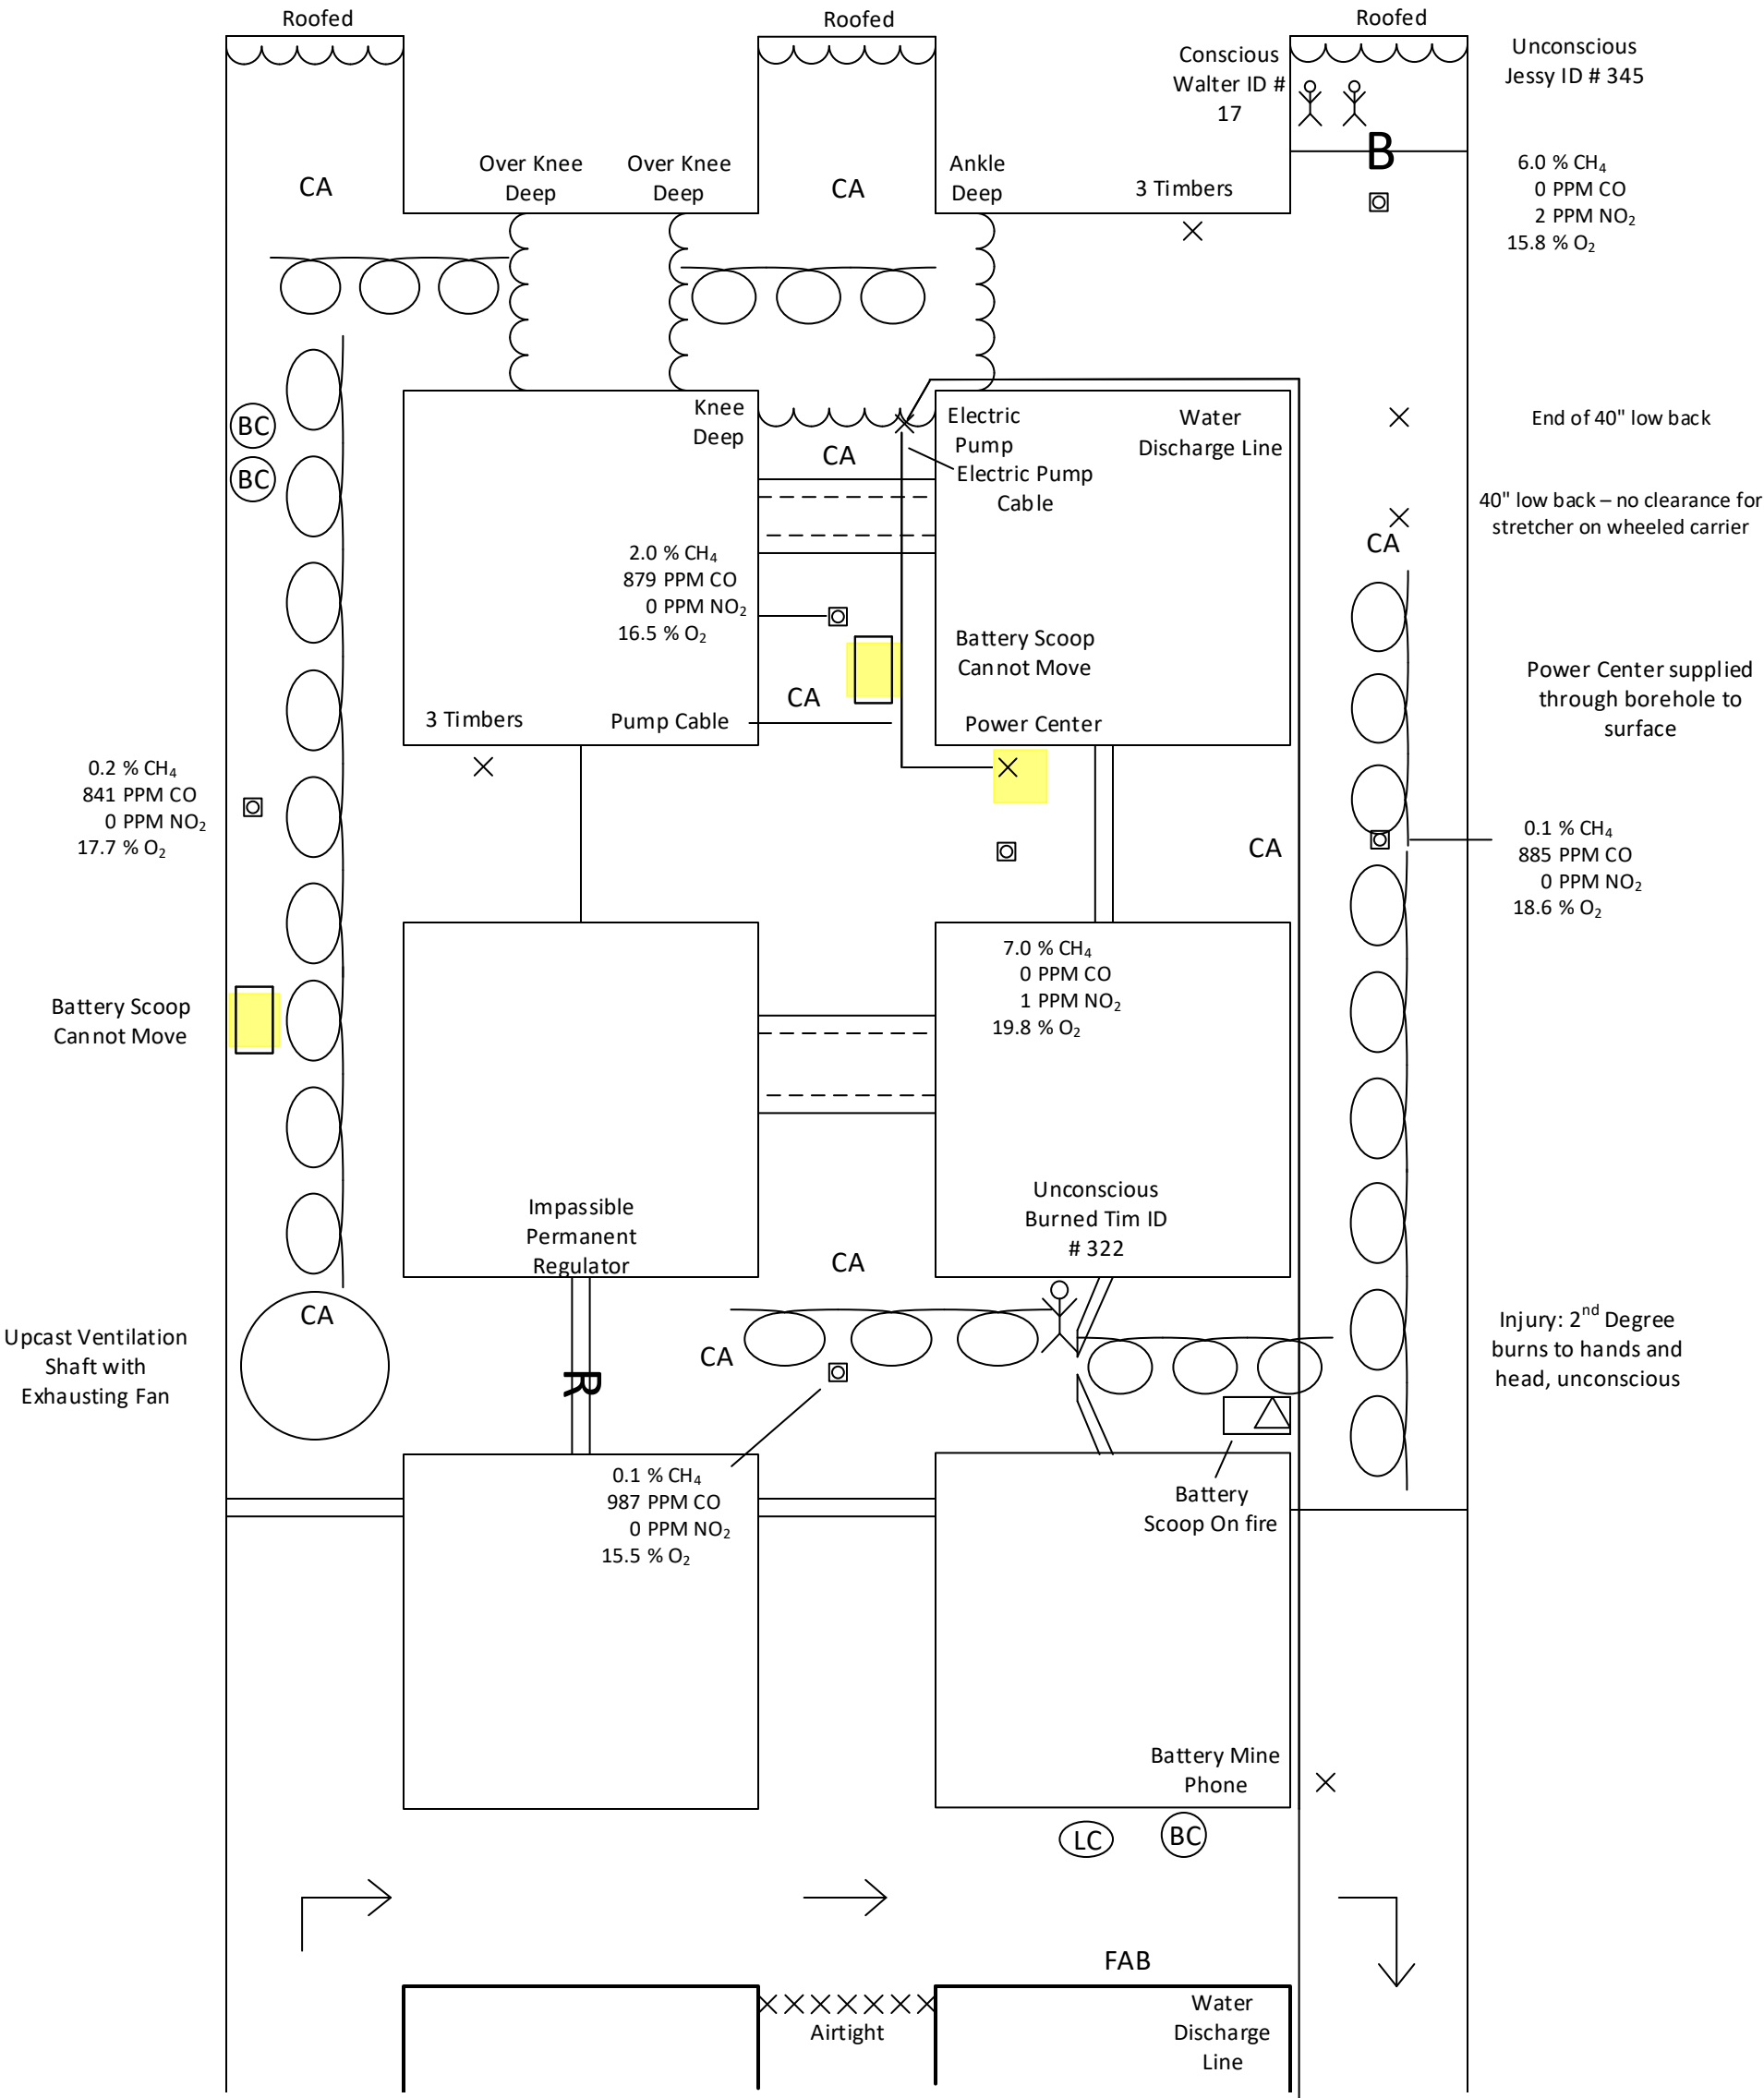 Roofed
Roofed
Roofed
Conscious
Walter ID #
17
Unconscious
Jessy ID # 345
B
CA
Over Knee
Deep
Over Knee
Deep
CA
Ankle
Deep
3 Timbers
6.0 % CH₄
0 PPM CO
2 PPM NO₂
15.8 % O₂
BC
BC
Knee
Deep
CA
Electric
Pump
Electric Pump
Cable
Water
Discharge Line
End of 40" low back
40" low back – no clearance for
stretcher on wheeled carrier
CA
2.0 % CH₄
879 PPM CO
0 PPM NO₂
16.5 % O₂
Battery Scoop
Cannot Move
CA
3 Timbers
Pump Cable
Power Center
Power Center supplied
through borehole to
surface
0.2 % CH₄
841 PPM CO
0 PPM NO₂
17.7 % O₂
CA
0.1 % CH₄
885 PPM CO
0 PPM NO₂
18.6 % O₂
7.0 % CH₄
0 PPM CO
1 PPM NO₂
19.8 % O₂
Battery Scoop
Cannot Move
Impassible
Permanent
Regulator
Unconscious
Burned Tim ID
# 322
CA
CA
Upcast Ventilation
Shaft with
Exhausting Fan
R
CA
Injury: 2nd Degree
burns to hands and
head, unconscious
0.1 % CH₄
987 PPM CO
0 PPM NO₂
15.5 % O₂
Battery
Scoop On fire
Battery Mine
Phone
LC
BC
FAB
Airtight
Water
Discharge
Line